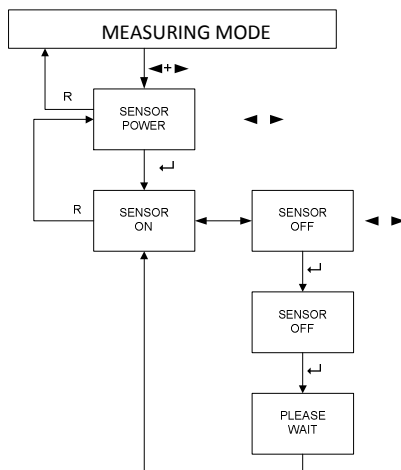 MEASURING MODE
◄+►
R
SENSOR
POWER
◄ ►
↵
R
SENSOR
ON
SENSOR
OFF
◄ ►
↵
SENSOR
OFF
↵
PLEASE
WAIT